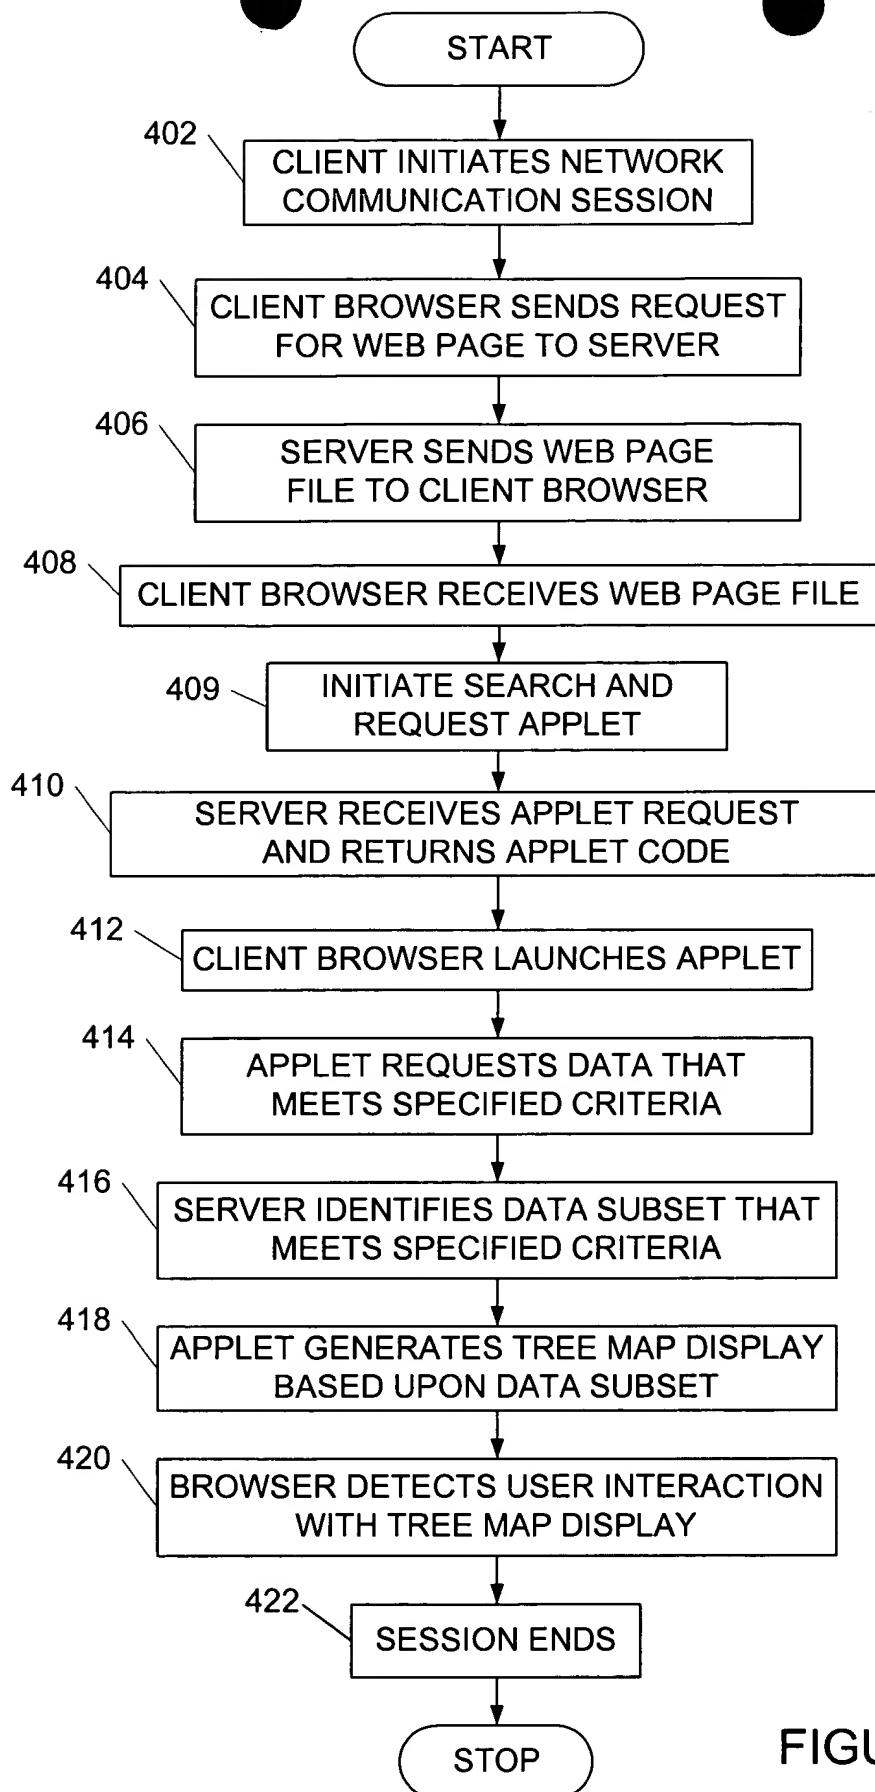 START
402
CLIENT INITIATES NETWORK
COMMUNICATION SESSION
404
CLIENT BROWSER SENDS REQUEST
FOR WEB PAGE TO SERVER
406
SERVER SENDS WEB PAGE
FILE TO CLIENT BROWSER
408
CLIENT BROWSER RECEIVES WEB PAGE FILE
409
INITIATE SEARCH AND
REQUEST APPLET
410
SERVER RECEIVES APPLET REQUEST
AND RETURNS APPLET CODE
412
CLIENT BROWSER LAUNCHES APPLET
414
APPLET REQUESTS DATA THAT
MEETS SPECIFIED CRITERIA
416
SERVER IDENTIFIES DATA SUBSET THAT
MEETS SPECIFIED CRITERIA
418
APPLET GENERATES TREE MAP DISPLAY
BASED UPON DATA SUBSET
420
BROWSER DETECTS USER INTERACTION
WITH TREE MAP DISPLAY
422
SESSION ENDS
STOP